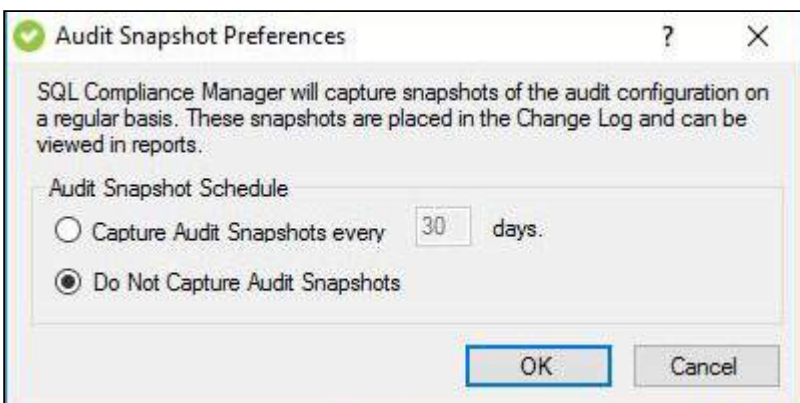 Audit Snapshot Preferences ? X
SQL Compliance Manager will capture snapshots of the audit configuration on
a regular basis. These snapshots are placed in the Change Log and can be
viewed in reports.
Audit Snapshot Schedule
Capture Audit Snapshots every 30 days.
Do Not Capture Audit Snapshots
OK Cancel